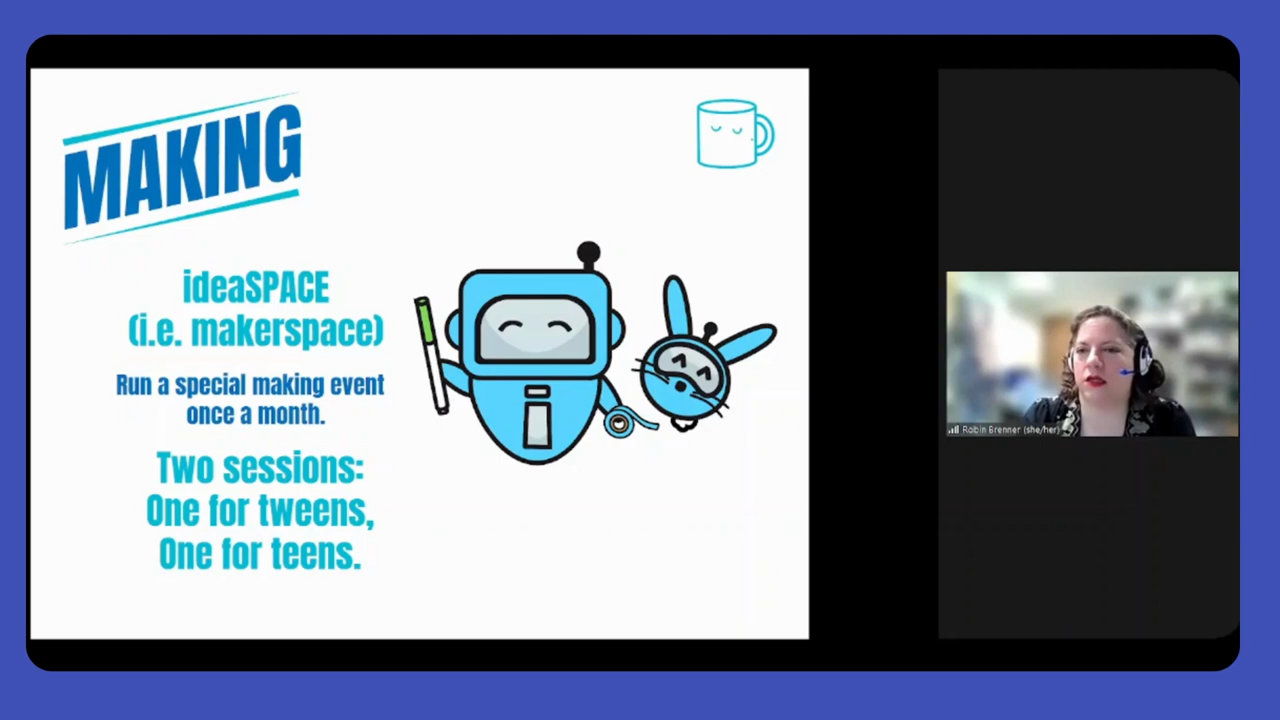 MAKING
ideaSPACE
(i.e. makerspace)
Run a special making event
once a month.
Two sessions:
One for tweens,
One for teens.
Robin Brenner (she/her)